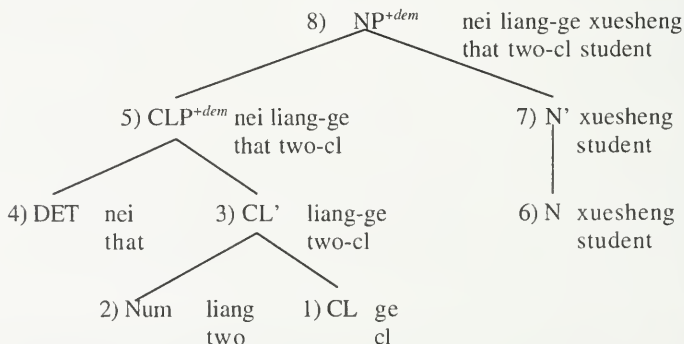 8) NP+dem nei liang-ge xuesheng
that two-cl student
5) CLP+dem nei liang-ge 7) N' xuesheng
that two-cl student
4) DET nei 3) CL' liang-ge 6) N xuesheng
that two-cl student
2) Num liang 1) CL ge
two cl